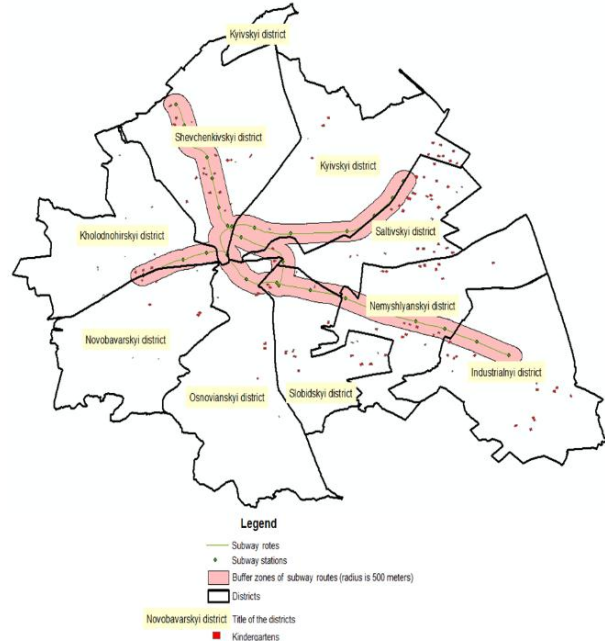 Kyivskyi district
Shevchenkivskyi district
Kyivskyi district
Kholodnohirskyi district
Saltivskyi district
Nemyshlyanskyi district
Novobavarskyi district
Industrialnyi district
Osnovianskyi district
Slobidskyi district
Legend
Subway rotes
Subway stations
Buffer zones of subway routes (radius is 500 meters)
Districts
Novobavarskyi district Title of the districts
Kindergartens